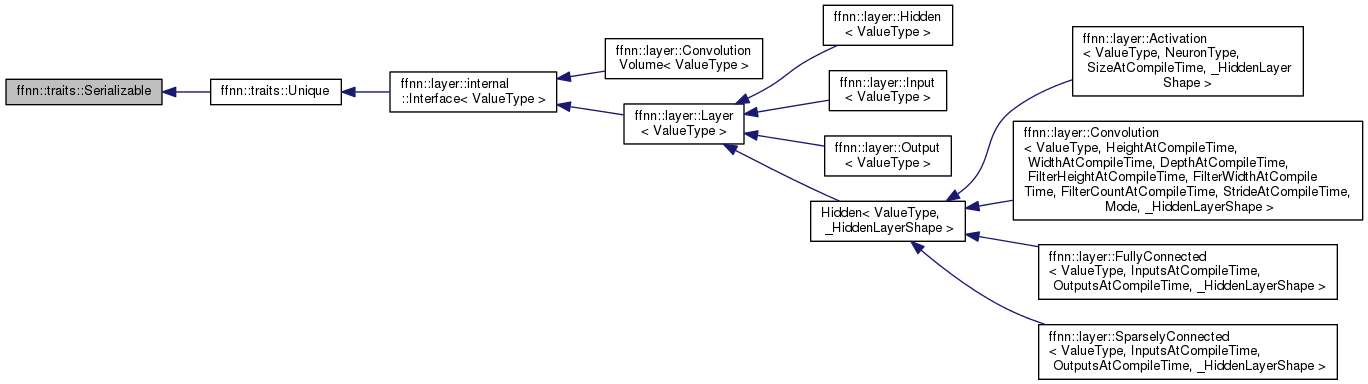 ffnn::traits::Serializable
ffnn::traits::Unique
ffnn::layer::internal
::Interface< ValueType >
ffnn::layer::Convolution
Volume< ValueType >
ffnn::layer::Layer
< ValueType >
ffnn::layer::Hidden
< ValueType >
ffnn::layer::Input
< ValueType >
ffnn::layer::Output
< ValueType >
Hidden< ValueType,
_HiddenLayerShape >
ffnn::layer::Activation
< ValueType, NeuronType,
SizeAtCompileTime, _HiddenLayer
Shape >
ffnn::layer::Convolution
< ValueType, HeightAtCompileTime,
WidthAtCompileTime, DepthAtCompileTime,
FilterHeightAtCompileTime, FilterWidthAtCompile
Time, FilterCountAtCompileTime, StrideAtCompileTime,
Mode, _HiddenLayerShape >
ffnn::layer::FullyConnected
< ValueType, InputsAtCompileTime,
OutputsAtCompileTime, _HiddenLayerShape >
ffnn::layer::SparselyConnected
< ValueType, InputsAtCompileTime,
OutputsAtCompileTime, _HiddenLayerShape >